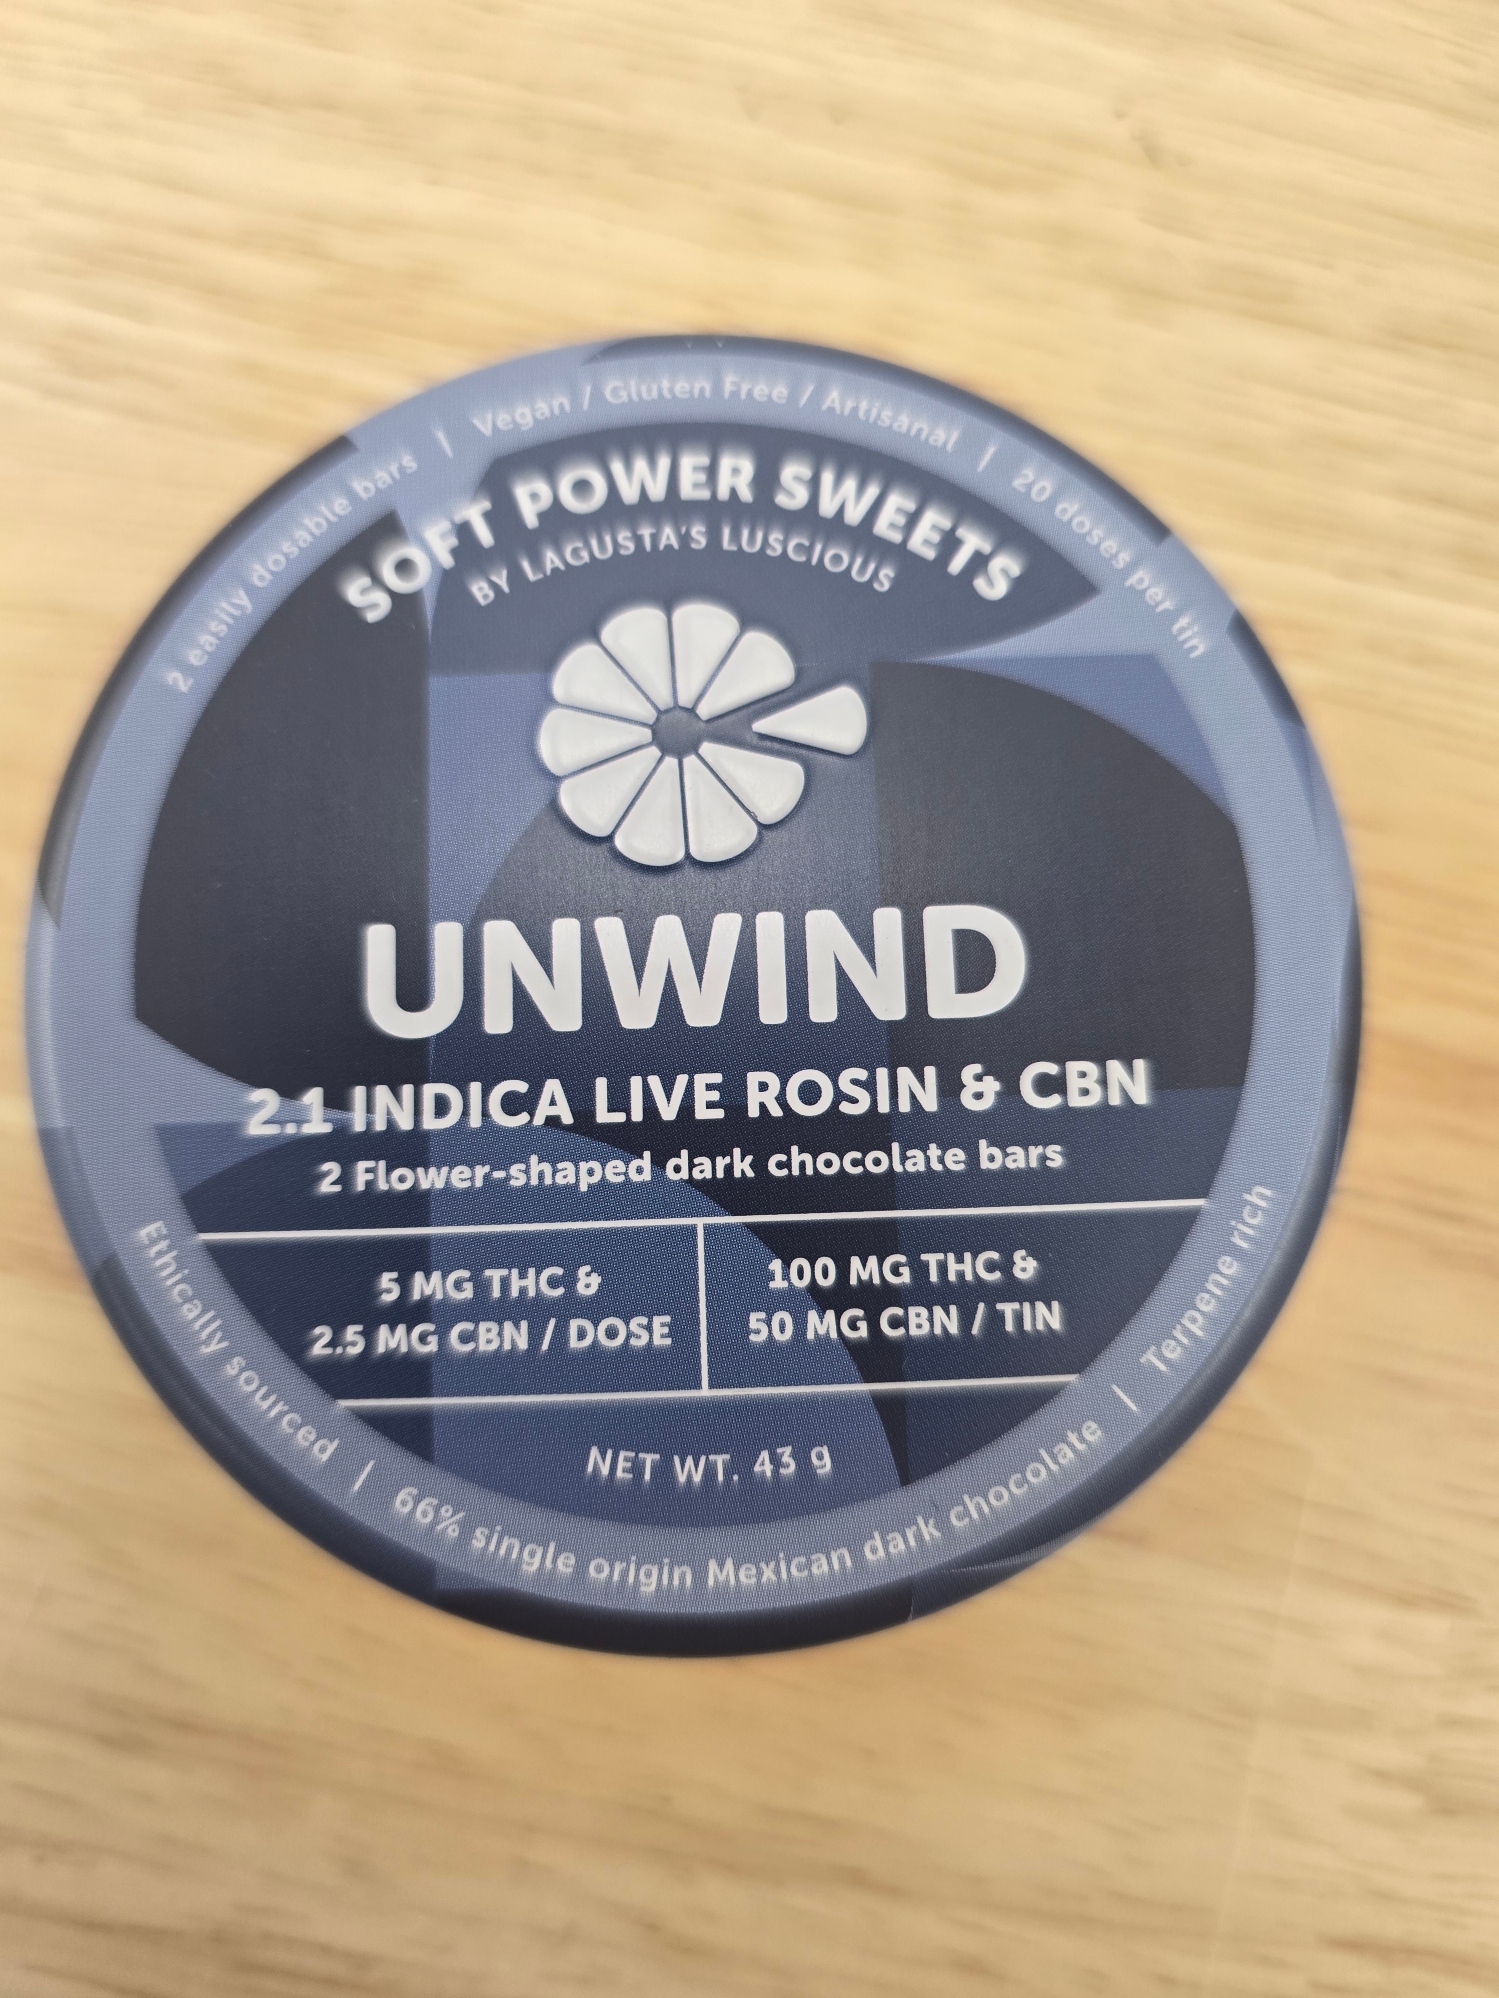 2 easily dosable bars | Vegan / Gluten Free / Artisanal | 20 doses per tin
SOFT POWER SWEETS
BY LAGUSTA'S LUSCIOUS
UNWIND
2.1 INDICA LIVE ROSIN & CBN
2 Flower-shaped dark chocolate bars
5 MG THC &
2.5 MG CBN / DOSE
100 MG THC &
50 MG CBN / TIN
NET WT. 43 g
Ethically sourced | 66% single origin Mexican dark chocolate | Terpene rich